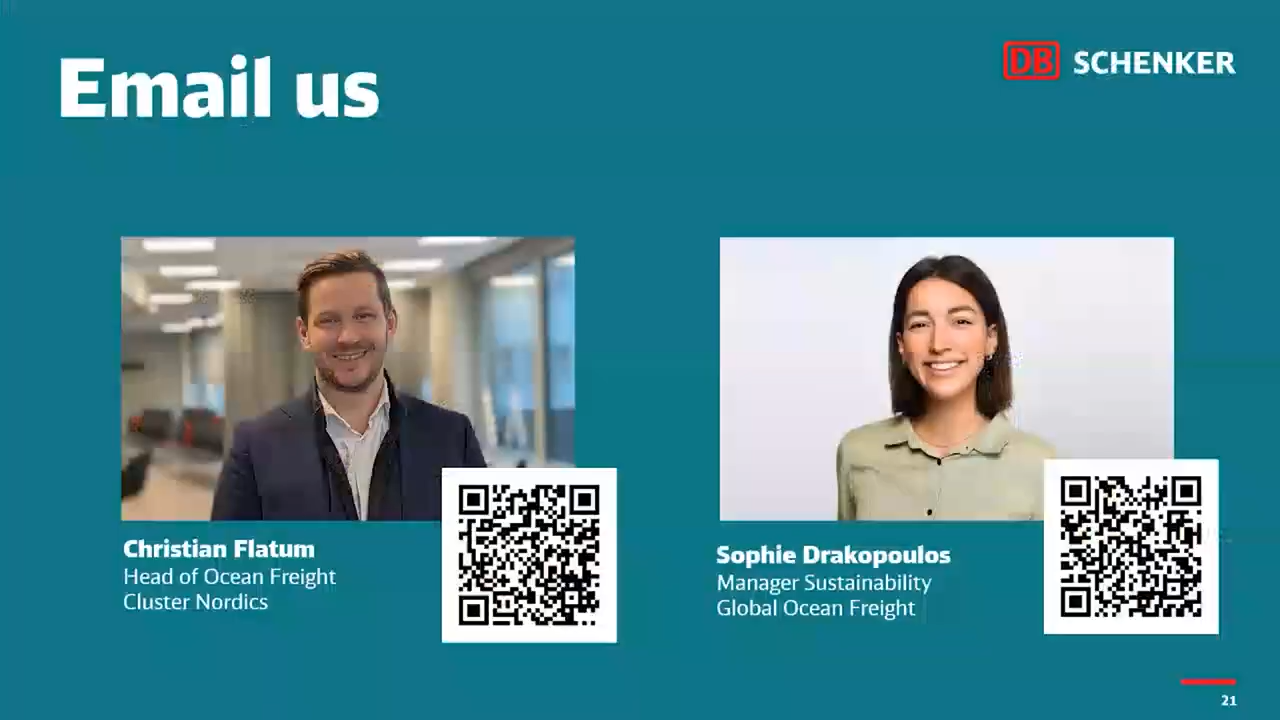 Email us
DB SCHENKER
Christian Flatum
Head of Ocean Freight
Cluster Nordics
Sophie Drakopoulos
Manager Sustainability
Global Ocean Freight
21